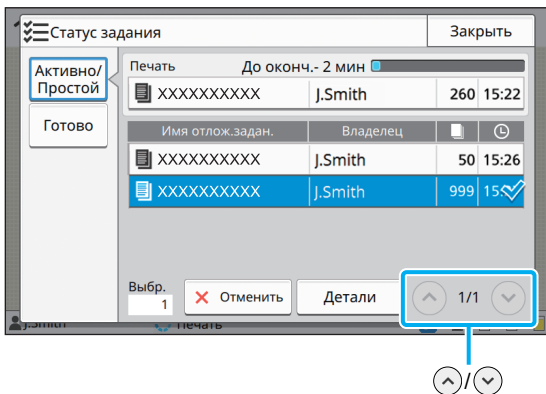 Статус задания
Закрыть
Активно/
Простой
Готово
Печать До оконч.- 2 мин
XXXXXXXXXX J.Smith 260 15:22
Имя отлож.задан. Владелец
XXXXXXXXXX J.Smith 50 15:26
XXXXXXXXXX J.Smith 999
Выбр.
1
Отменить
Детали
1/1
J.Smith Печать
/